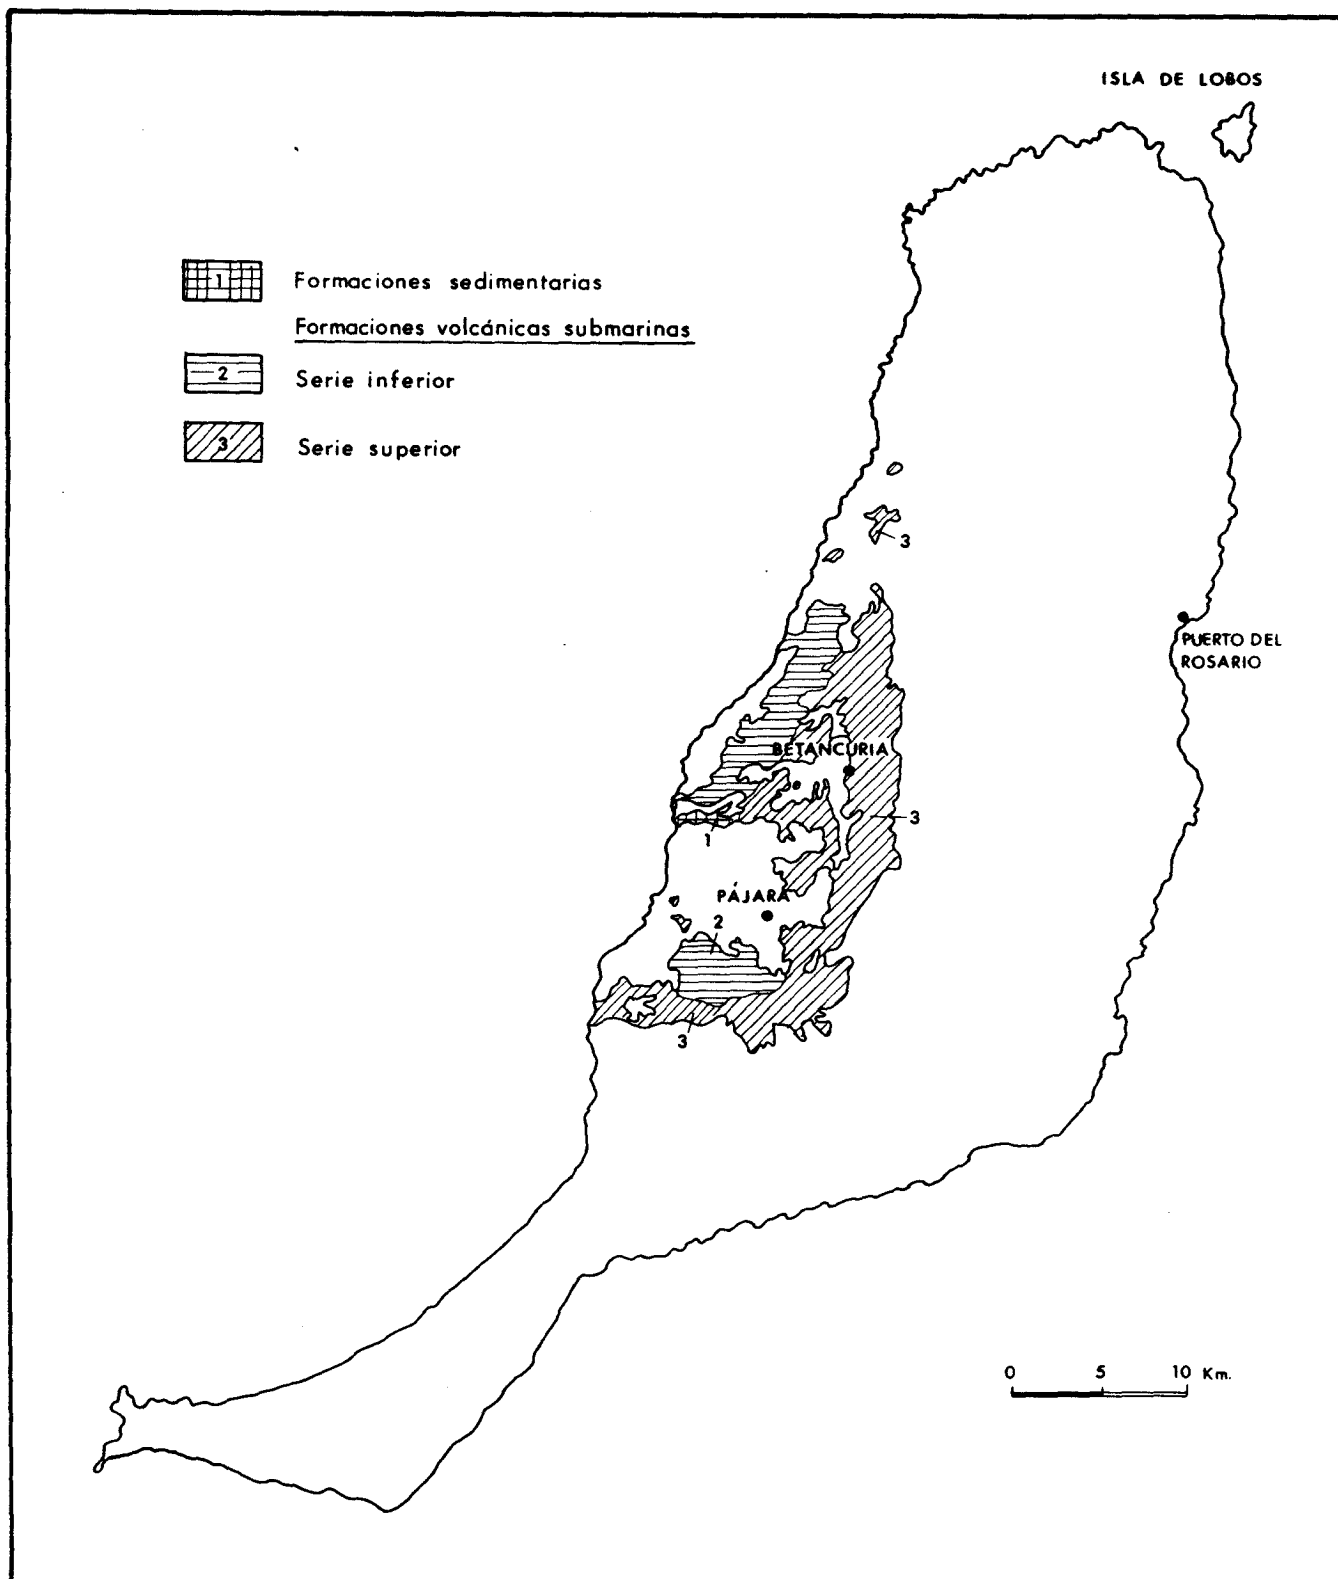 ISLA DE LOBOS
1 Formaciones sedimentarias
Formaciones volcánicas submarinas
2 Serie inferior
3 Serie superior
3
PUERTO DEL
ROSARIO
BETANCURIA
3
1
PÁJARA
2
3
0 5 10 Km.